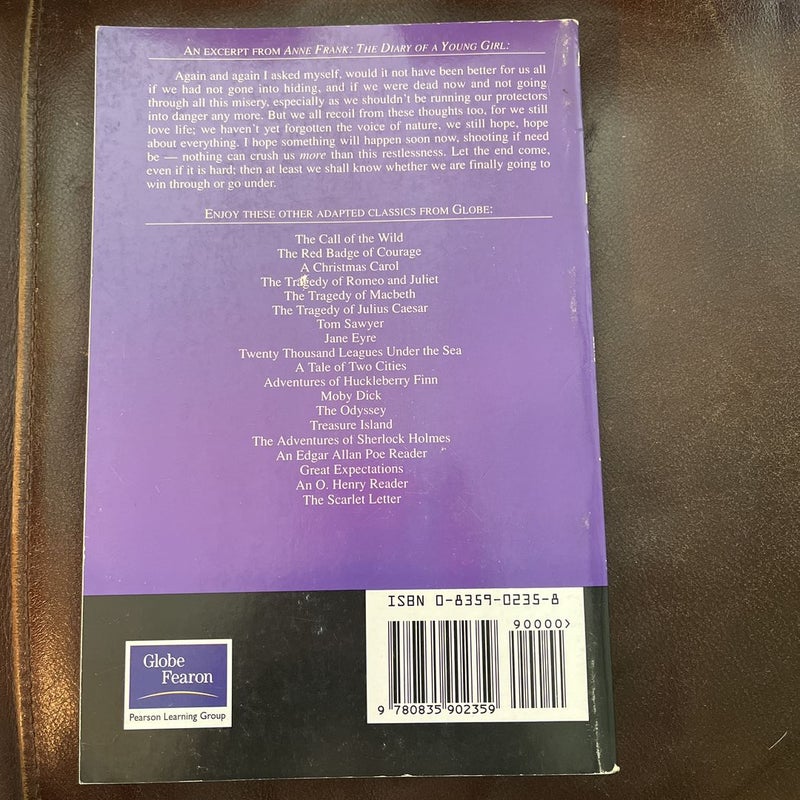 AN EXCERPT FROM ANNE FRANK: THE DIARY OF A YOUNG GIRL:
Again and again I asked myself, would it not have been better for us all
if we had not gone into hiding, and if we were dead now and not going
through all this misery, especially as we shouldn't be running our protectors
into danger any more. But we all recoil from these thoughts too, for we still
love life; we haven't yet forgotten the voice of nature, we still hope, hope
about everything. I hope something will happen soon now, shooting if need
be — nothing can crush us more than this restlessness. Let the end come,
even if it is hard; then at least we shall know whether we are finally going to
win through or go under.
ENJOY THESE OTHER ADAPTED CLASSICS FROM GLOBE:
The Call of the Wild
The Red Badge of Courage
A Christmas Carol
The Tragedy of Romeo and Juliet
The Tragedy of Macbeth
The Tragedy of Julius Caesar
Tom Sawyer
Jane Eyre
Twenty Thousand Leagues Under the Sea
A Tale of Two Cities
Adventures of Huckleberry Finn
Moby Dick
The Odyssey
Treasure Island
The Adventures of Sherlock Holmes
An Edgar Allan Poe Reader
Great Expectations
An O. Henry Reader
The Scarlet Letter
ISBN 0-8359-0235-8
90000>
9 780835 902359
Globe
Fearon
Pearson Learning Group